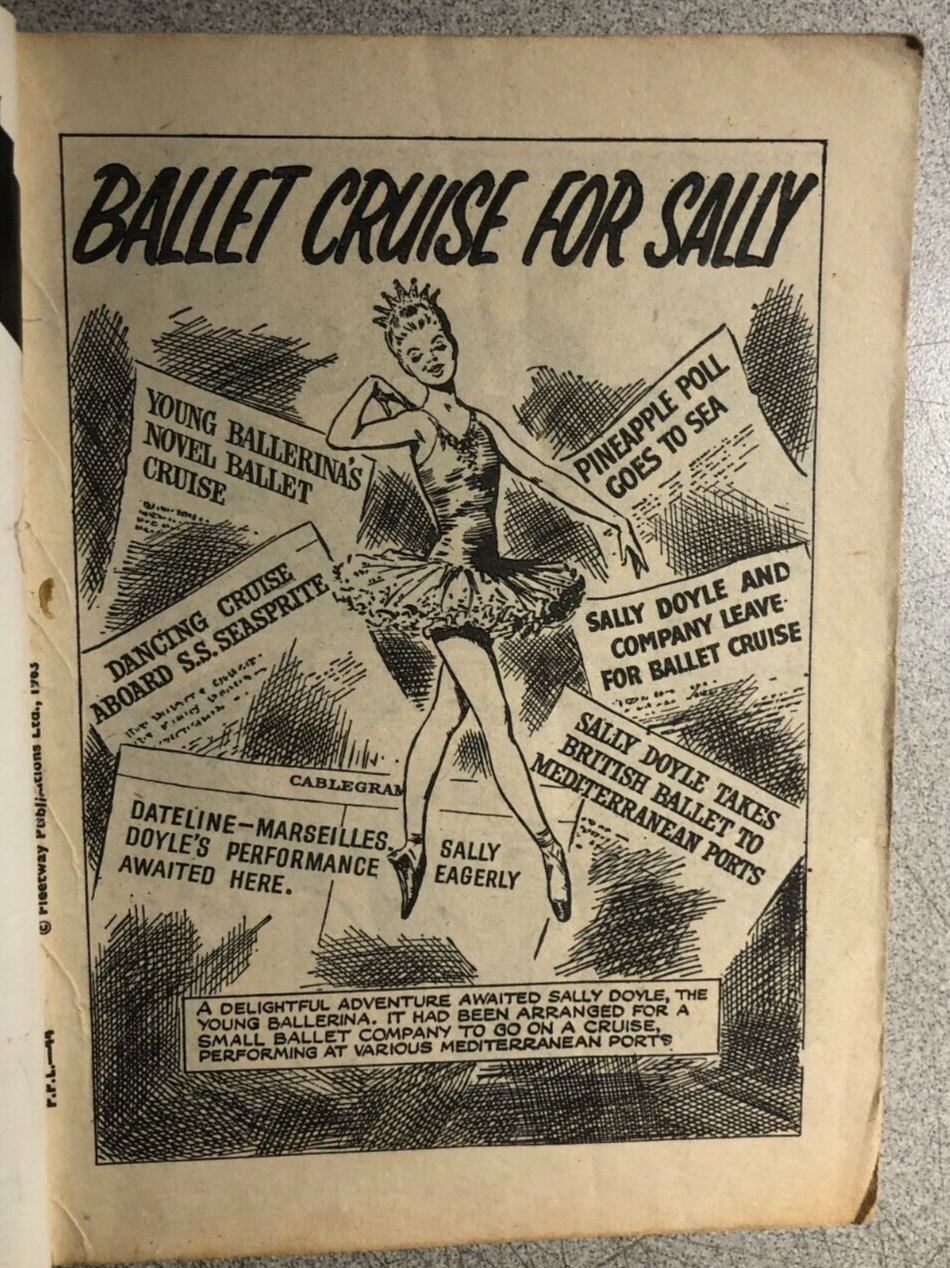 BALLET CRUISE FOR SALLY
YOUNG BALLERINA'S
NOVEL BALLET
CRUISE
PINEAPPLE POLL
GOES TO SEA
DANCING CRUISE
ABOARD S.S. SEASPRITE
SALLY DOYLE AND
COMPANY LEAVE
FOR BALLET CRUISE
SALLY DOYLE TAKES
BRITISH BALLET TO
MEDITERRANEAN PORTS
CABLEGRAM
DATELINE—MARSEILLES. SALLY
DOYLE'S PERFORMANCE EAGERLY
AWAITED HERE.
A DELIGHTFUL ADVENTURE AWAITED SALLY DOYLE, THE
YOUNG BALLERINA. IT HAD BEEN ARRANGED FOR A
SMALL BALLET COMPANY TO GO ON A CRUISE,
PERFORMING AT VARIOUS MEDITERRANEAN PORTS
© Fleetway Publications Ltd., 1963